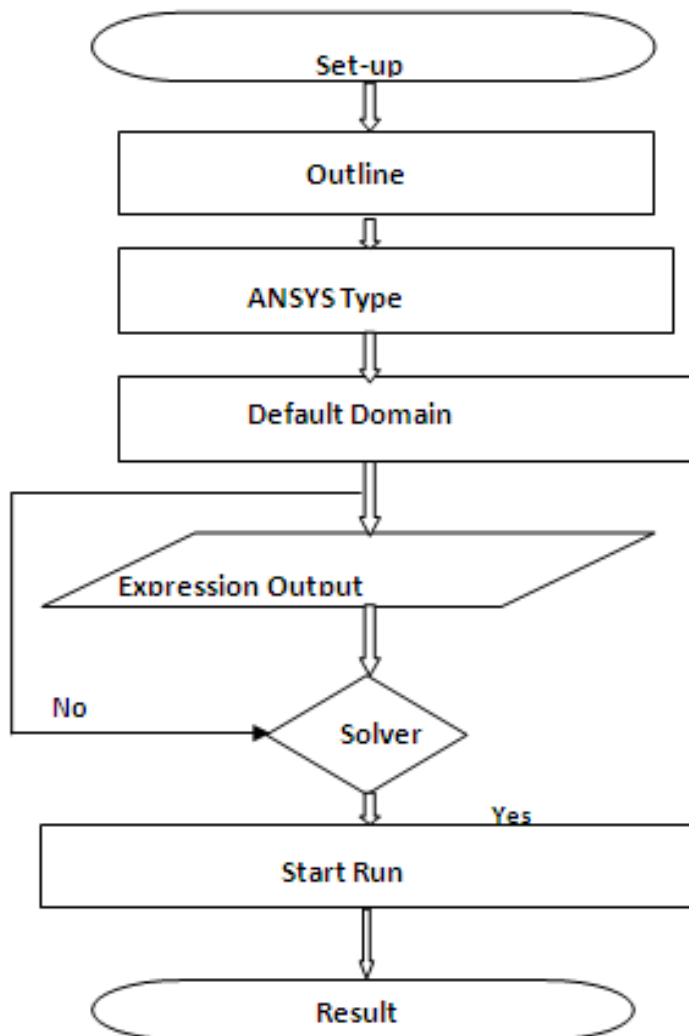 Set-up
Outline
ANSYS Type
Default Domain
Expression Output
No
Solver
Yes
Start Run
Result